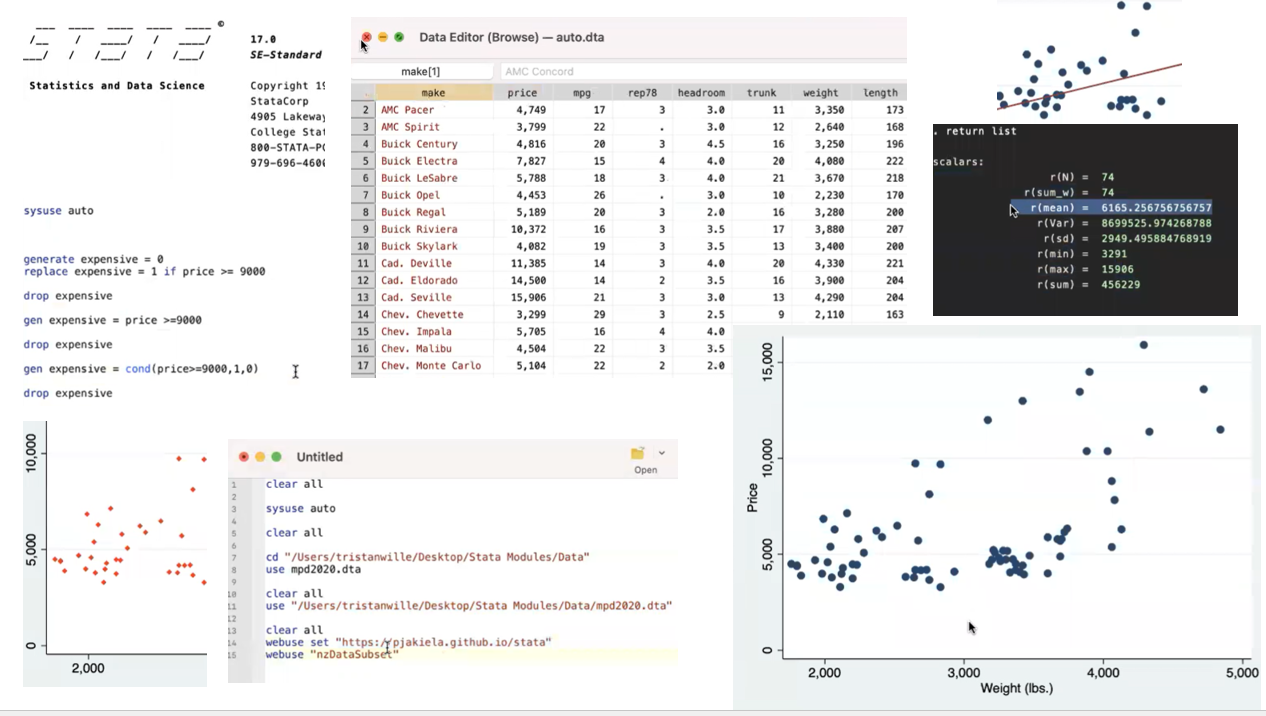 STATA ©
17.0
SE—Standard
Statistics and Data Science
Copyright 19
StataCorp
4905 Lakeway
College Stat
800-STATA-PC
979-696-4600
sysuse auto
generate expensive = 0
replace expensive = 1 if price >= 9000
drop expensive
gen expensive = price >=9000
drop expensive
gen expensive = cond(price>=9000,1,0)
drop expensive
Data Editor (Browse) — auto.dta
make[1] AMC Concord
make price mpg rep78 headroom trunk weight length
2 AMC Pacer 4,749 17 3 3.0 11 3,350 173
3 AMC Spirit 3,799 22 . 3.0 12 2,640 168
4 Buick Century 4,816 20 3 4.5 16 3,250 196
5 Buick Electra 7,827 15 4 4.0 20 4,080 222
6 Buick LeSabre 5,788 18 3 4.0 21 3,670 218
7 Buick Opel 4,453 26 . 3.0 10 2,230 170
8 Buick Regal 5,189 20 3 2.0 16 3,280 200
9 Buick Riviera 10,372 16 3 3.5 17 3,880 207
10 Buick Skylark 4,082 19 3 3.5 13 3,400 200
11 Cad. Deville 11,385 14 3 4.0 20 4,330 221
12 Cad. Eldorado 14,500 14 2 3.5 16 3,900 204
13 Cad. Seville 15,906 21 3 3.0 13 4,290 204
14 Chev. Chevette 3,299 29 3 2.5 9 2,110 163
15 Chev. Impala 5,705 16 4 4.0
16 Chev. Malibu 4,504 22 3 3.5
17 Chev. Monte Carlo 5,104 22 2 2.0
. return list
scalars:
r(N) = 74
r(sum_w) = 74
r(mean) = 6165.256756756757
r(Var) = 8699525.974268788
r(sd) = 2949.495884768919
r(min) = 3291
r(max) = 15906
r(sum) = 456229
10,000
5,000
0
2,000
Untitled
Open
1 clear all
2
3 sysuse auto
4
5 clear all
6
7 cd "/Users/tristanwille/Desktop/Stata Modules/Data"
8 use mpd2020.dta
9
10 clear all
11 use "/Users/tristanwille/Desktop/Stata Modules/Data/mpd2020.dta"
12
13 clear all
14 webuse set "https://pjakiela.github.io/stata"
15 webuse "nzDataSubset"
Price
15,000
10,000
5,000
0
2,000 3,000 4,000 5,000
Weight (lbs.)